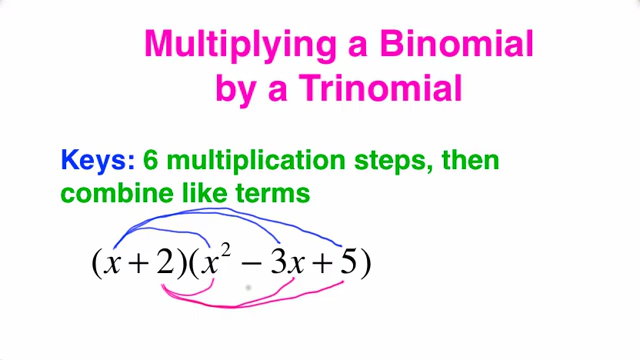 Multiplying a Binomial
by a Trinomial
Keys: 6 multiplication steps, then
combine like terms
(x + 2)(x² − 3x + 5)